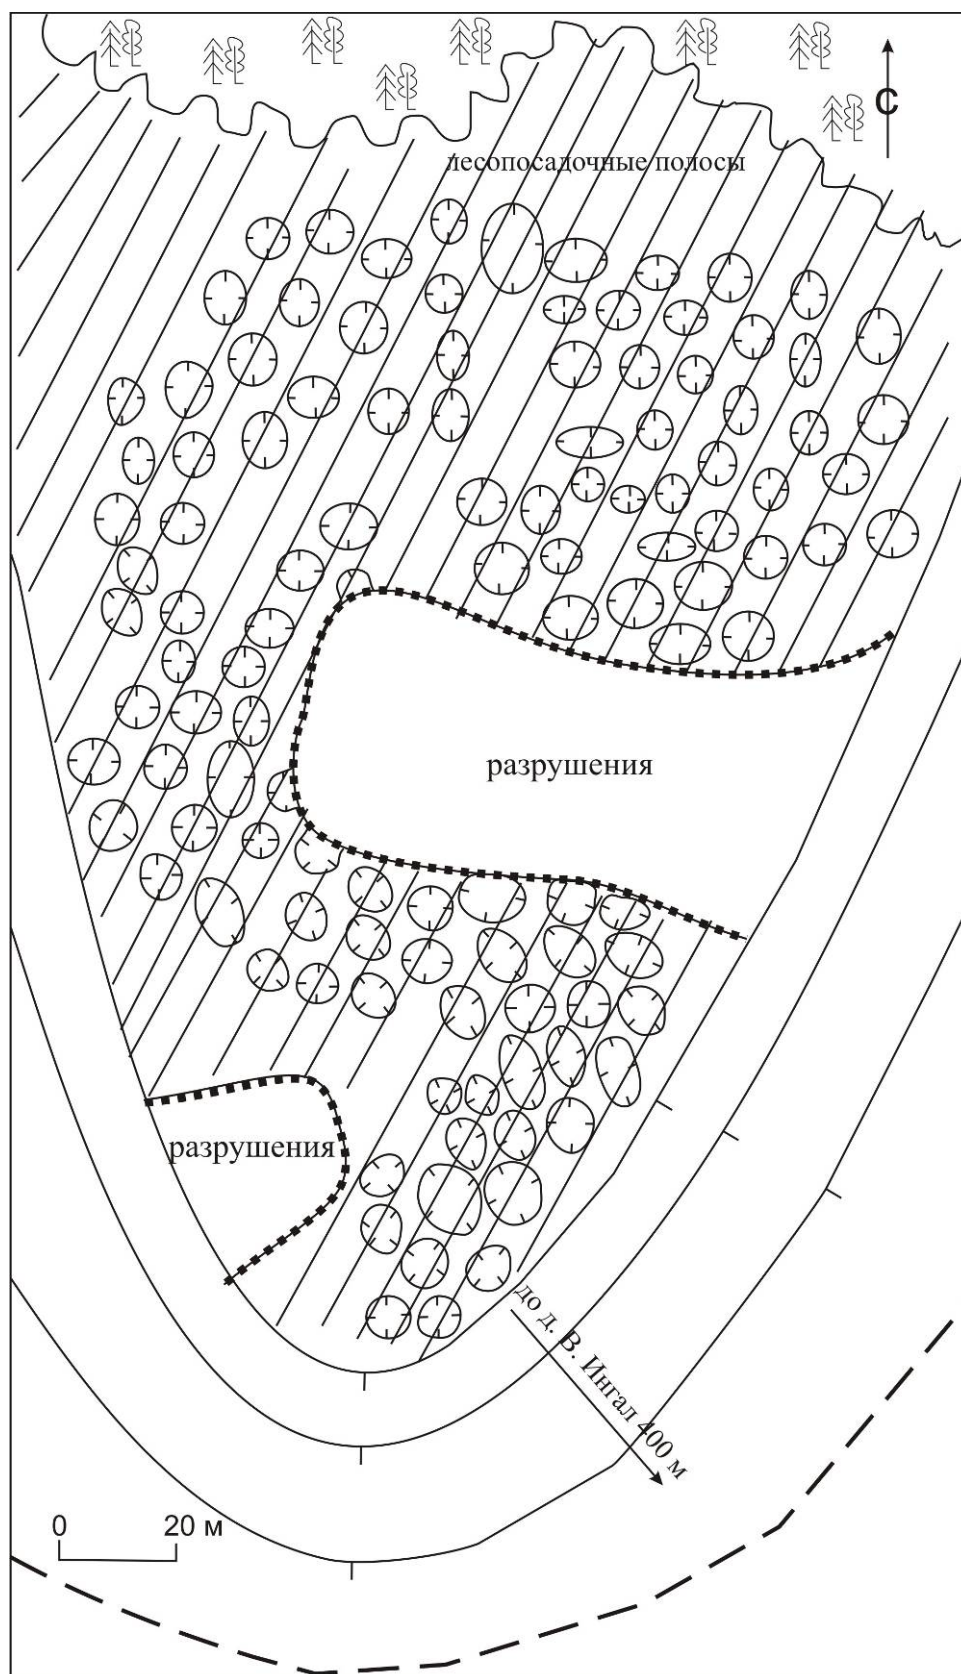 С
лесопосадочные полосы
разрушения
разрушения
до д. В. Ингал 400 м
0 20 м